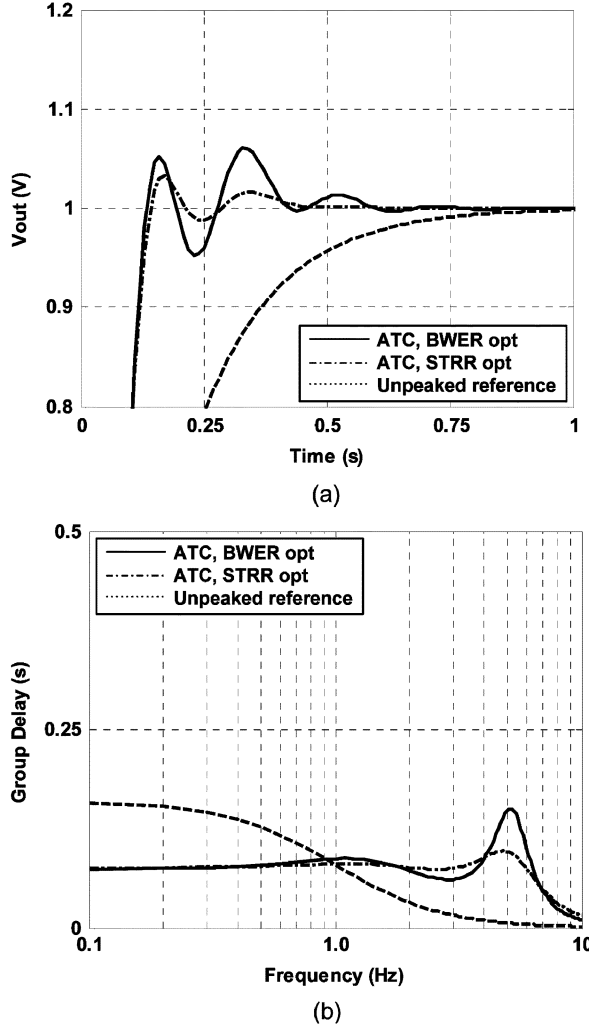 1.2
1.1
1
0.9
0.8
Vout (V)
ATC, BWER opt
ATC, STRR opt
Unpeaked reference
0 0.25 0.5 0.75 1
Time (s)
(a)
0.5
0.25
0
Group Delay (s)
ATC, BWER opt
ATC, STRR opt
Unpeaked reference
0.1 1.0 10
Frequency (Hz)
(b)